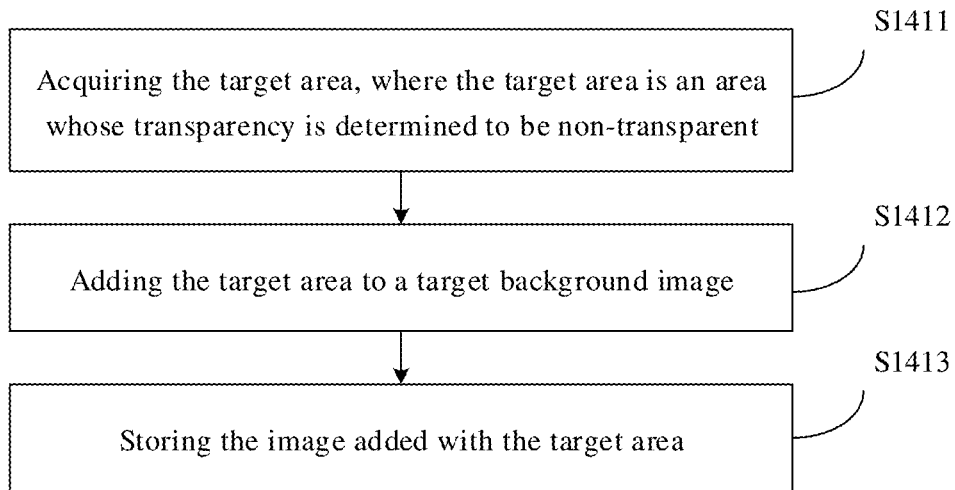 S1411
Acquiring the target area, where the target area is an area
whose transparency is determined to be non-transparent
S1412
Adding the target area to a target background image
S1413
Storing the image added with the target area